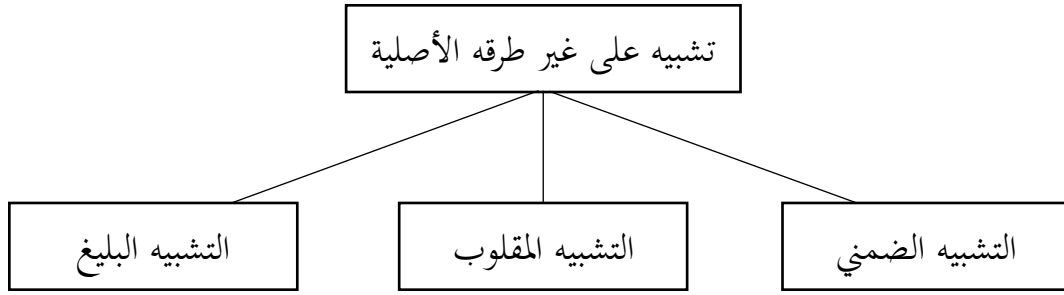 تشبيه على غير طرقه الأصلية
التشبيه الضمني
التشبيه المقلوب
التشبيه البليغ